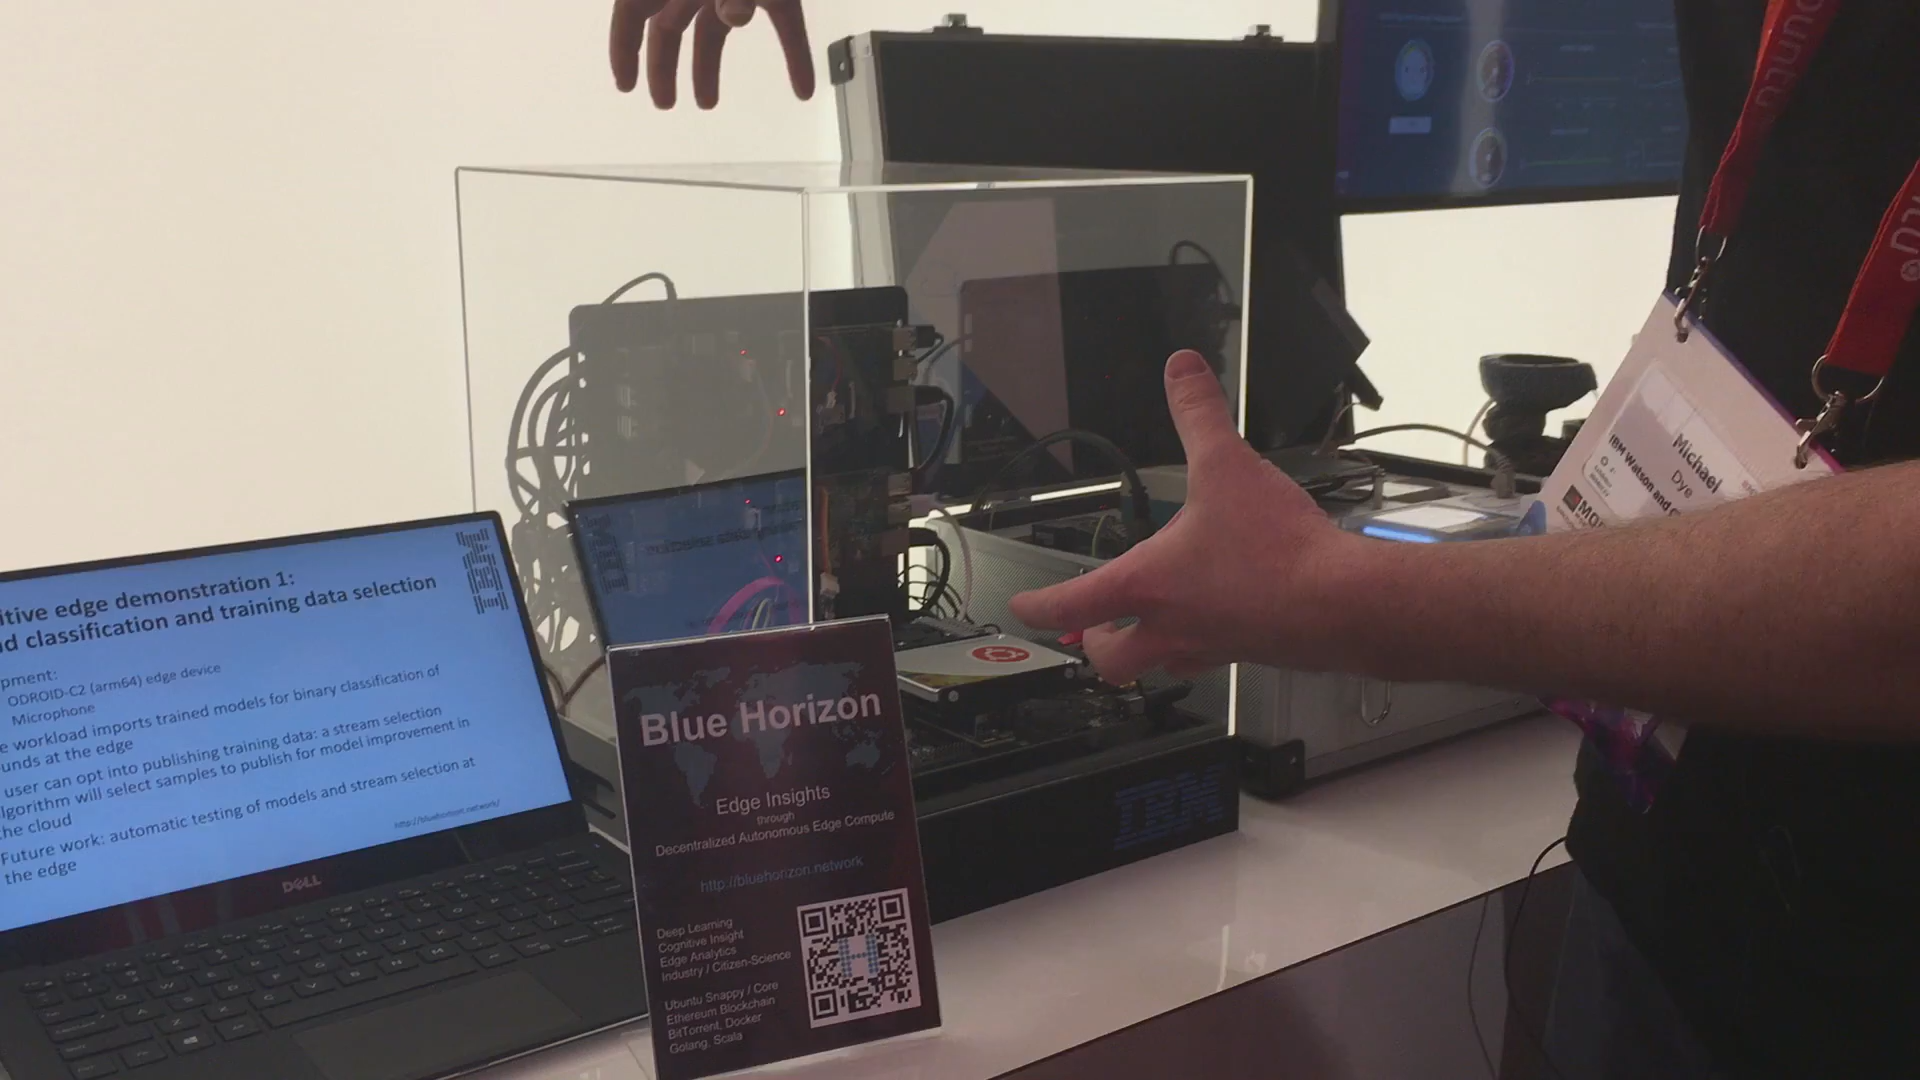 itive edge demonstration 1:
d classification and training data selection
IBM
pment:
ODROID-C2 (arm64) edge device
Microphone
e workload imports trained models for binary classification of
unds at the edge
user can opt into publishing training data: a stream selection
lgorithm will select samples to publish for model improvement in
he cloud
Future work: automatic testing of models and stream selection at
the edge
http://bluehorizon.network/
DELL
Blue Horizon
Edge Insights
through
Decentralized Autonomous Edge Compute
http://bluehorizon.network
Deep Learning
Cognitive Insight
Edge Analytics
Industry / Citizen-Science
Ubuntu Snappy / Core
Ethereum Blockchain
BitTorrent, Docker
Golang, Scala
IBM
Michael
Dye
IBM Watson and
ountu
ntu